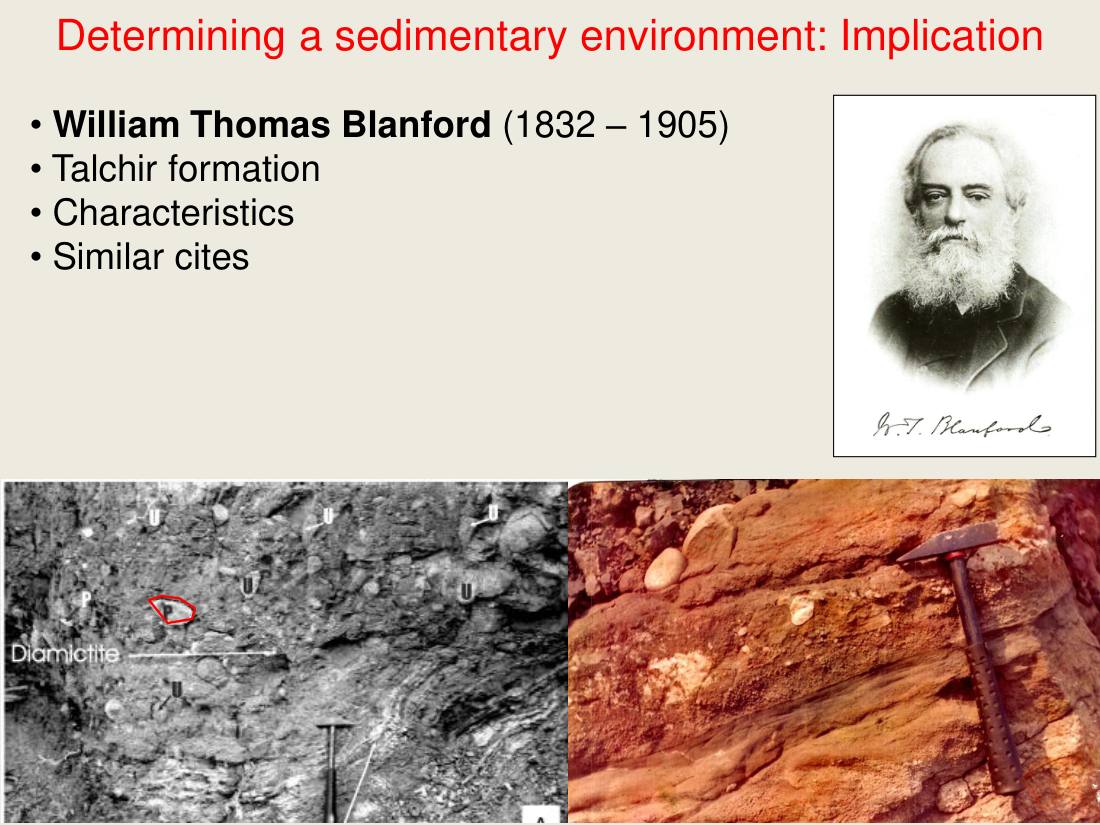 Determining a sedimentary environment: Implication
• William Thomas Blanford (1832 – 1905)
• Talchir formation
• Characteristics
• Similar cites
W. T. Blanford
U U U
U U
P P
Diamictite
U
A